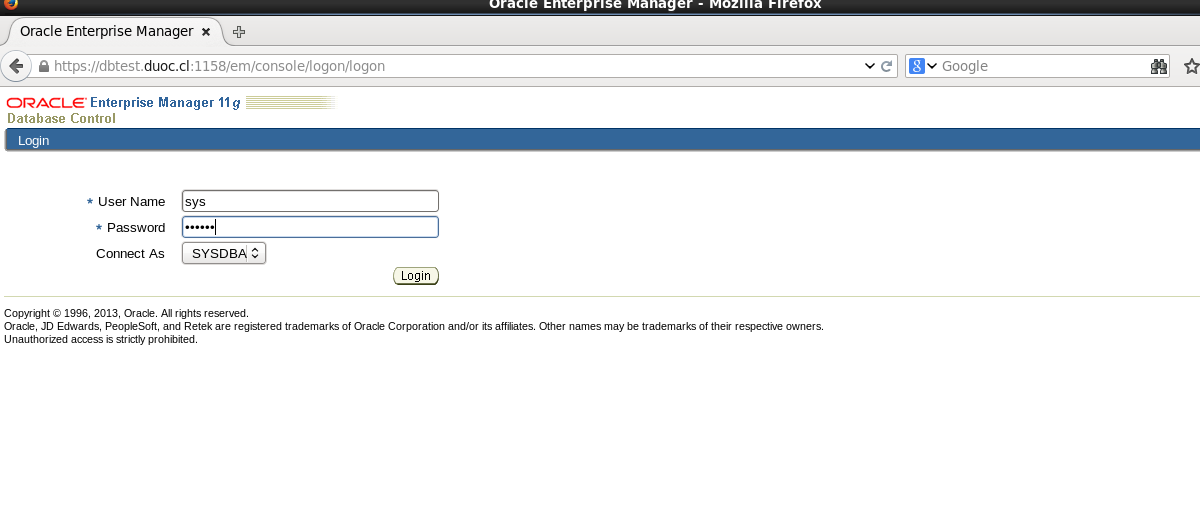 Oracle Enterprise Manager - Mozilla Firefox
Oracle Enterprise Manager
https://dbtest.duoc.cl:1158/em/console/logon/logon
Google
ORACLE Enterprise Manager 11g
Database Control
Login
* User Name sys
* Password ••••••
Connect As SYSDBA
Login
Copyright © 1996, 2013, Oracle. All rights reserved.
Oracle, JD Edwards, PeopleSoft, and Retek are registered trademarks of Oracle Corporation and/or its affiliates. Other names may be trademarks of their respective owners.
Unauthorized access is strictly prohibited.